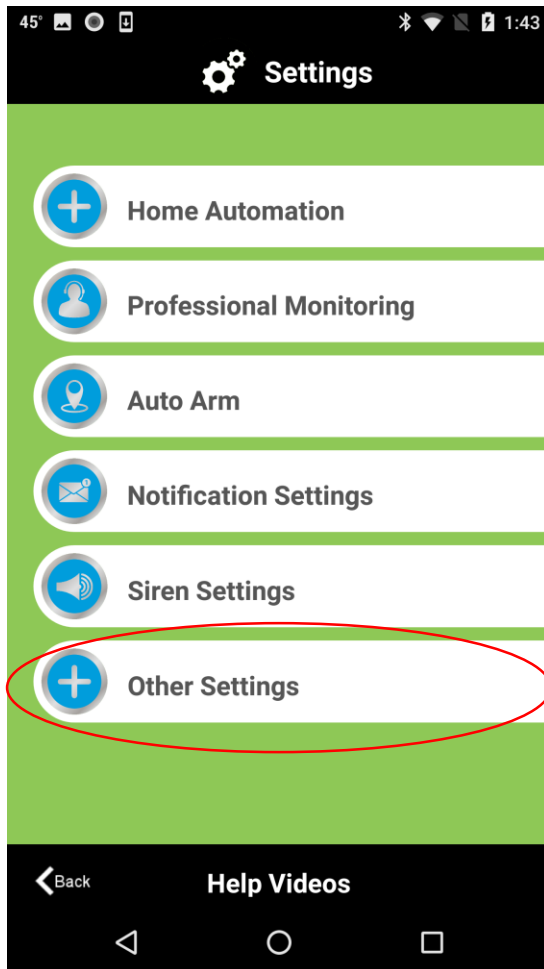 45° 1:43
Settings
Home Automation
Professional Monitoring
Auto Arm
Notification Settings
Siren Settings
Other Settings
Back Help Videos